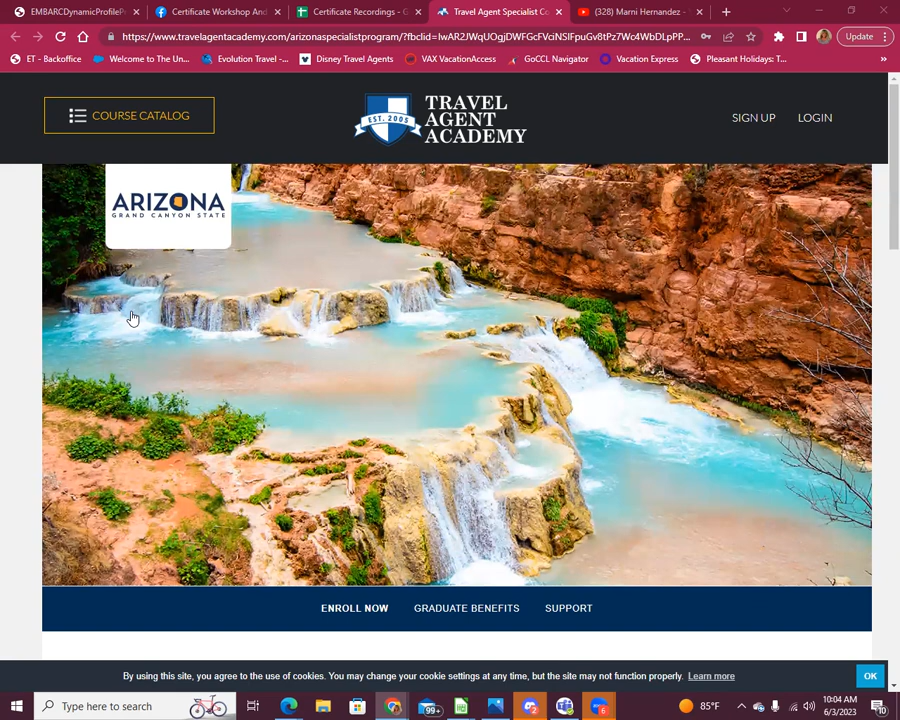 EMBARCDynamicProfileP
Certificate Workshop And
Certificate Recordings - G
Travel Agent Specialist Co
(328) Marni Hernandez -
https://www.travelagentacademy.com/arizonaspecialistprogram/?fbclid=IwAR2JWqUOgjDWFGcFVciNSIFpuGv8tPz7Wc4WbDLpPP...
Update
ET - Backoffice
Welcome to The Un...
Evolution Travel -...
Disney Travel Agents
VAX VacationAccess
GoCCL Navigator
Vacation Express
Pleasant Holidays: T...
»
COURSE CATALOG
EST. 2005
TRAVEL
AGENT
ACADEMY
SIGN UP
LOGIN
ARIZONA
GRAND CANYON STATE
ENROLL NOW
GRADUATE BENEFITS
SUPPORT
By using this site, you agree to the use of cookies. You may change your cookie settings at any time, but the site may not function properly.
Learn more
OK
Type here to search
99+
6
85°F
10:04 AM
6/3/2023
10